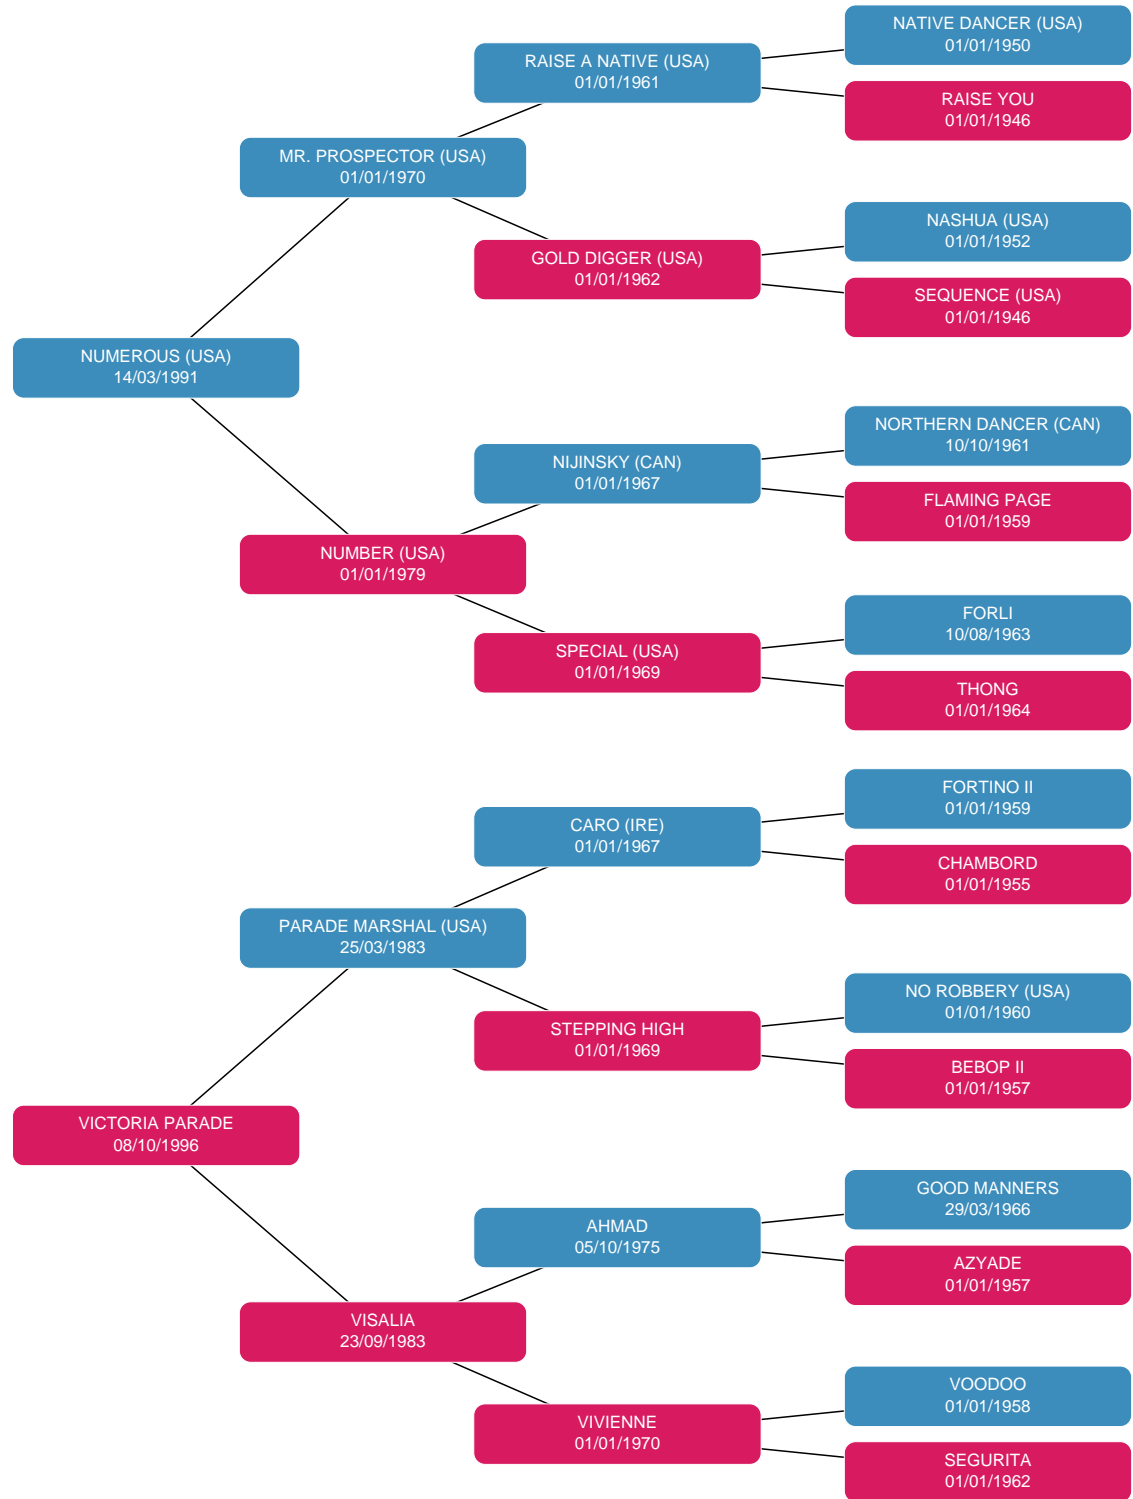 NATIVE DANCER (USA)
01/01/1950
RAISE A NATIVE (USA)
01/01/1961
RAISE YOU
01/01/1946
MR. PROSPECTOR (USA)
01/01/1970
NASHUA (USA)
01/01/1952
GOLD DIGGER (USA)
01/01/1962
SEQUENCE (USA)
01/01/1946
NUMEROUS (USA)
14/03/1991
NORTHERN DANCER (CAN)
10/10/1961
NIJINSKY (CAN)
01/01/1967
FLAMING PAGE
01/01/1959
NUMBER (USA)
01/01/1979
FORLI
10/08/1963
SPECIAL (USA)
01/01/1969
THONG
01/01/1964
FORTINO II
01/01/1959
CARO (IRE)
01/01/1967
CHAMBORD
01/01/1955
PARADE MARSHAL (USA)
25/03/1983
NO ROBBERY (USA)
01/01/1960
STEPPING HIGH
01/01/1969
BEBOP II
01/01/1957
VICTORIA PARADE
08/10/1996
GOOD MANNERS
29/03/1966
AHMAD
05/10/1975
AZYADE
01/01/1957
VISALIA
23/09/1983
VOODOO
01/01/1958
VIVIENNE
01/01/1970
SEGURITA
01/01/1962